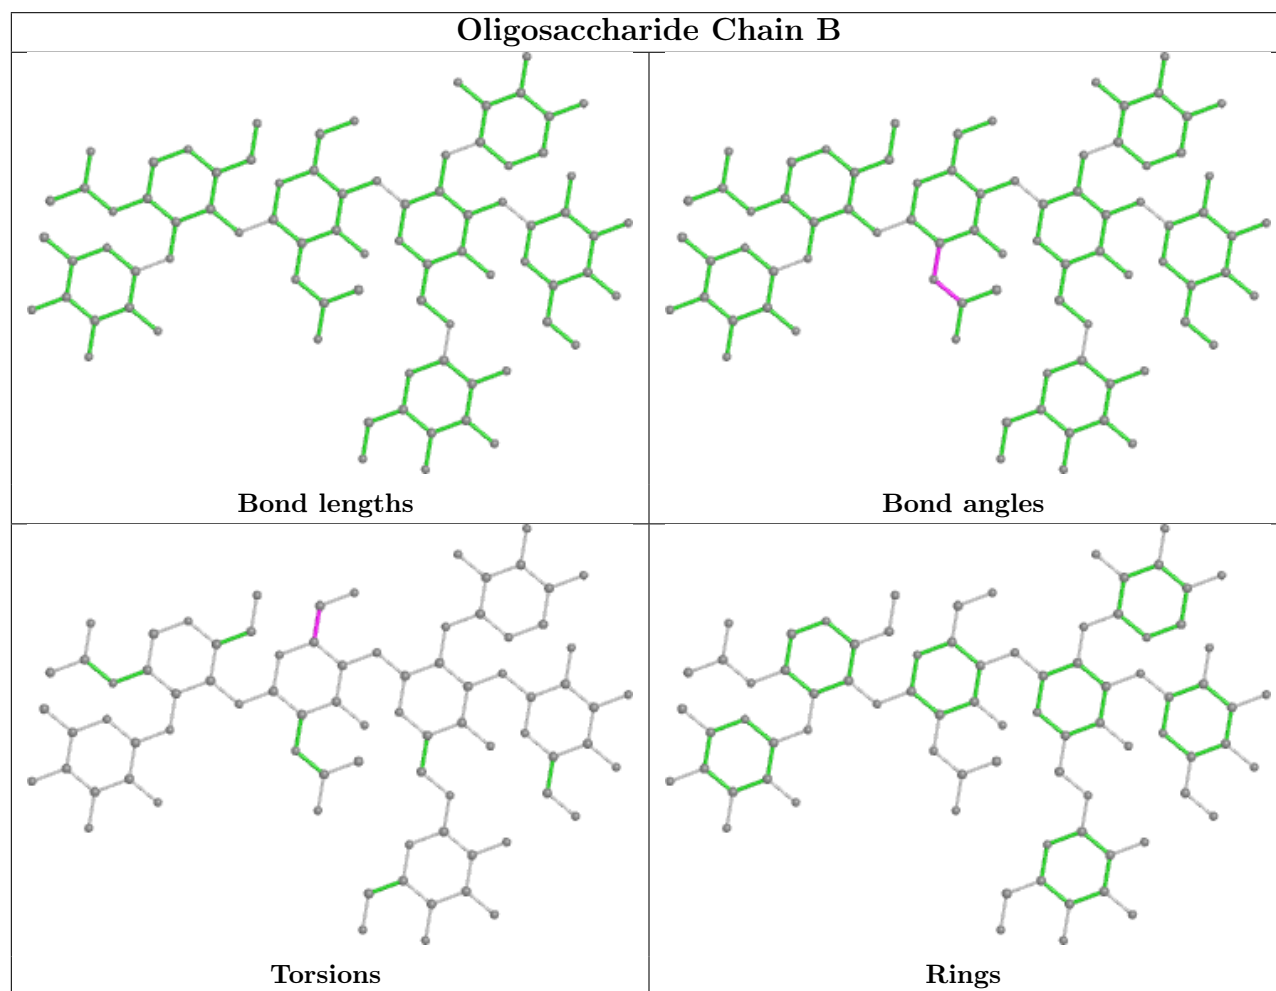 Oligosaccharide Chain B
Bond lengths
Bond angles
Torsions
Rings